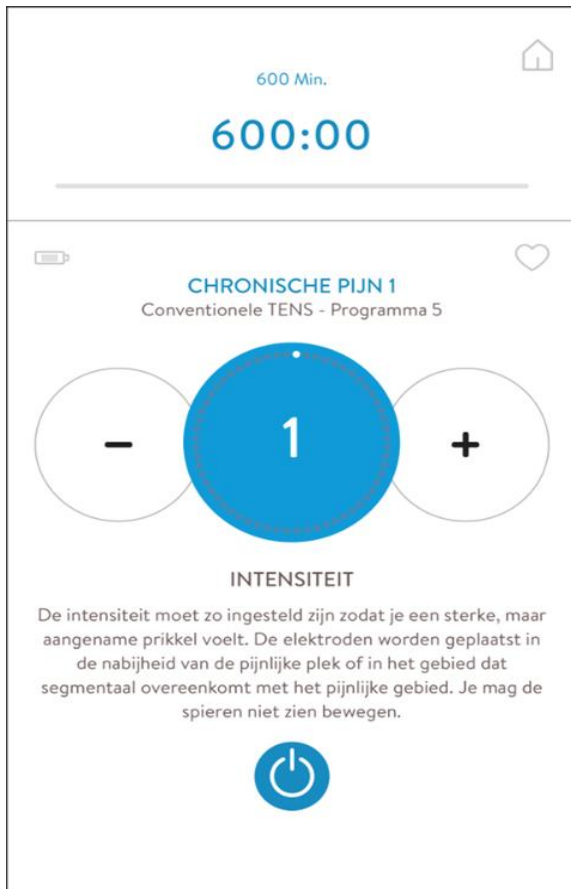 600 Min.
600:00
CHRONISCHE PIJN 1
Conventionele TENS - Programma 5
−
1
+
INTENSITEIT
De intensiteit moet zo ingesteld zijn zodat je een sterke, maar
aangename prikkel voelt. De elektroden worden geplaatst in
de nabijheid van de pijnlijke plek of in het gebied dat
segmentaal overeenkomt met het pijnlijke gebied. Je mag de
spieren niet zien bewegen.